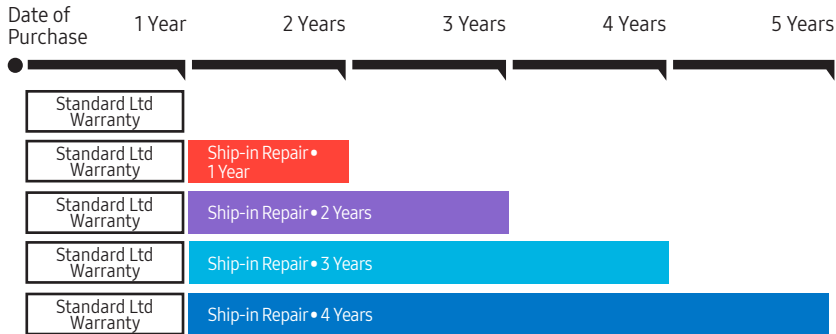 Date of
Purchase
1 Year
2 Years
3 Years
4 Years
5 Years
Standard Ltd
Warranty
Standard Ltd
Warranty
Ship-in Repair •
1 Year
Standard Ltd
Warranty
Ship-in Repair • 2 Years
Standard Ltd
Warranty
Ship-in Repair • 3 Years
Standard Ltd
Warranty
Ship-in Repair • 4 Years